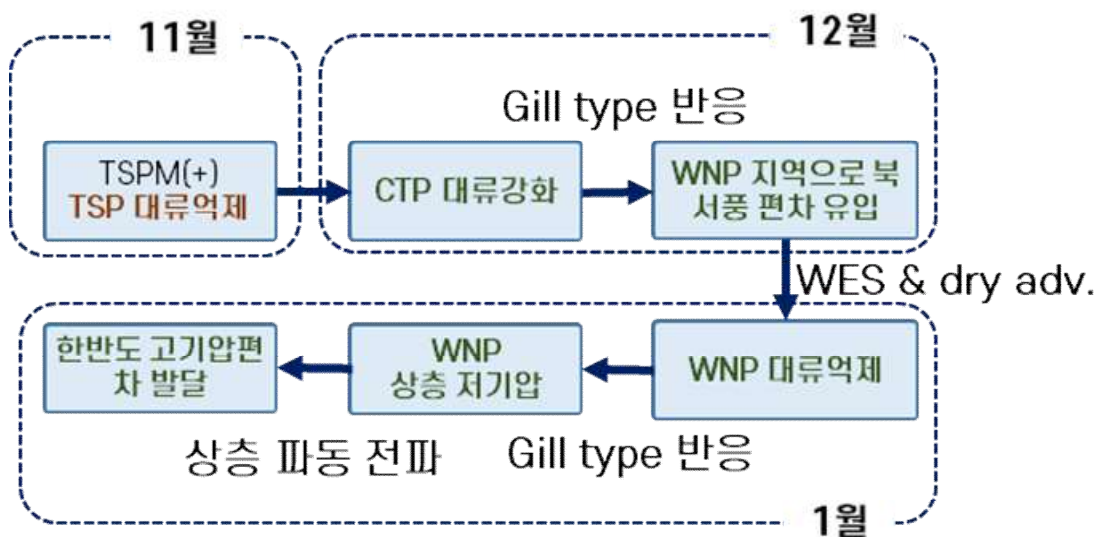 11월
12월
Gill type 반응
TSPM(+)
TSP 대류억제
CTP 대류강화
WNP 지역으로 북
서풍 편차 유입
WES & dry adv.
한반도 고기압편
차 발달
WNP
상층 저기압
WNP 대류억제
상층 파동 전파
Gill type 반응
1월